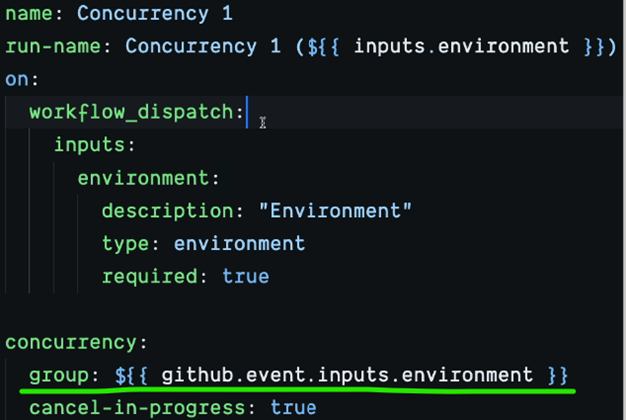 name: Concurrency 1
run-name: Concurrency 1 (${{ inputs.environment }})
on:
workflow_dispatch:
inputs:
environment:
description: "Environment"
type: environment
required: true
concurrency:
group: ${{ github.event.inputs.environment }}
cancel-in-progress: true